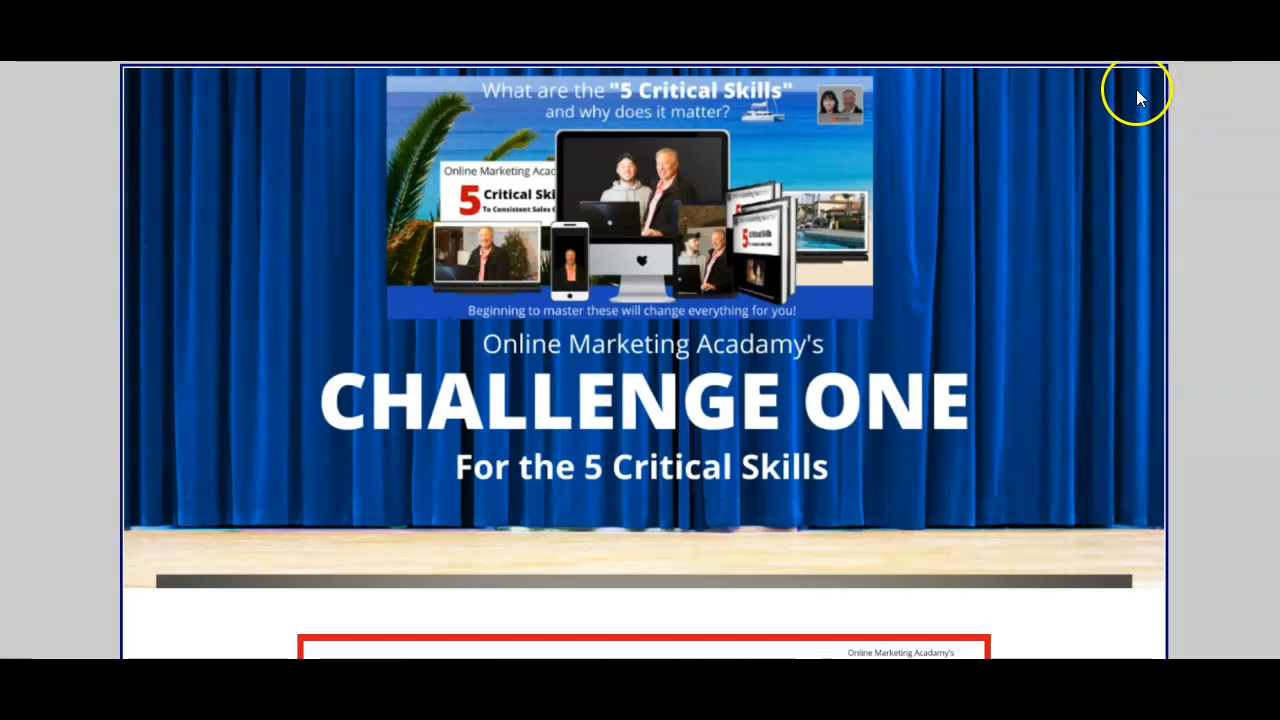 What are the "5 Critical Skills"
and why does it matter?
Online Marketing Acad
5 Critical Ski
To Consistent Sales
Beginning to master these will change everything for you!
Online Marketing Acadamy's
CHALLENGE ONE
For the 5 Critical Skills
Online Marketing Acadamy's